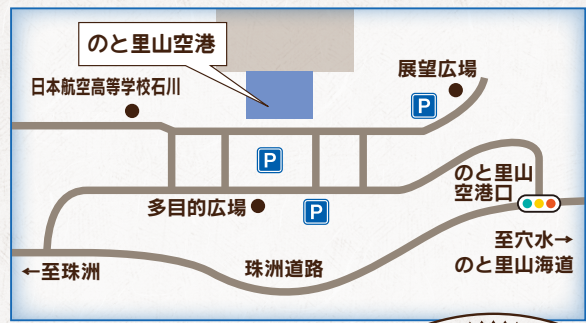 のと里山空港
日本航空高等学校石川
展望広場
P
P
のと里山
空港口
多目的広場
P
至穴水→
のと里山海道
←至珠洲
珠洲道路